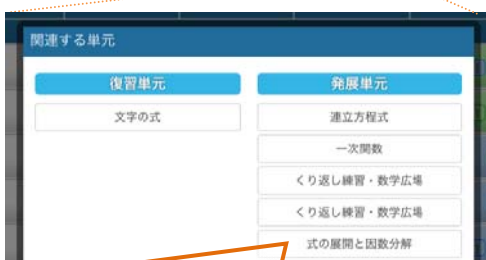 関連する単元
復習単元
文字の式
発展単元
連立方程式
一次関数
くり返し練習・数学広場
くり返し練習・数学広場
式の展開と因数分解